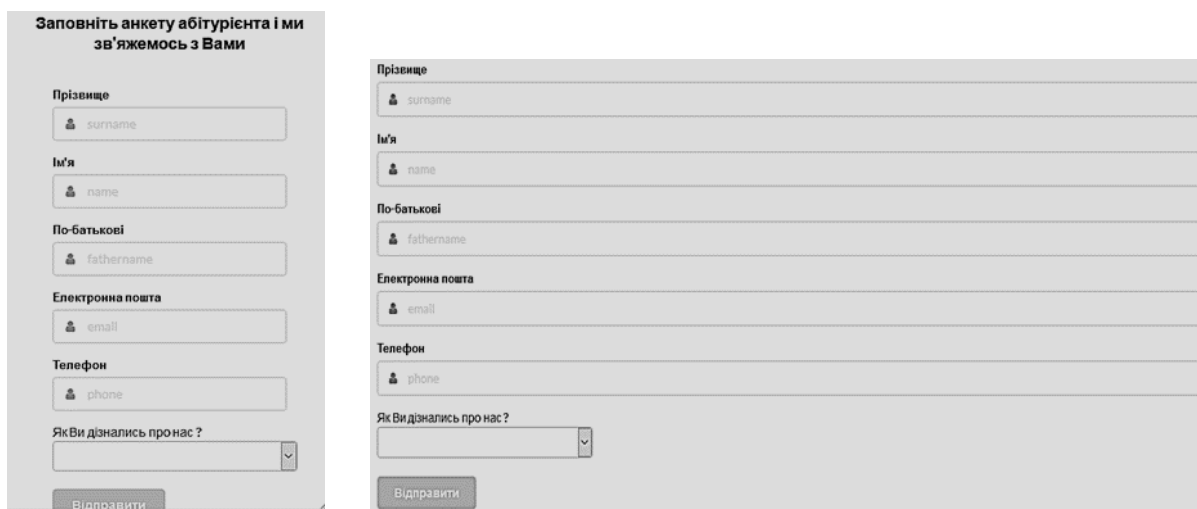 Заповніть анкету абітурієнта і ми
зв'яжемось з Вами
Прізвище
surname
Ім'я
name
По-батькові
fathername
Електронна пошта
email
Телефон
phone
Як Ви дізнались про нас ?
Відправити
Прізвище
surname
Ім'я
name
По-батькові
fathername
Електронна пошта
email
Телефон
phone
Як Ви дізнались про нас ?
Відправити